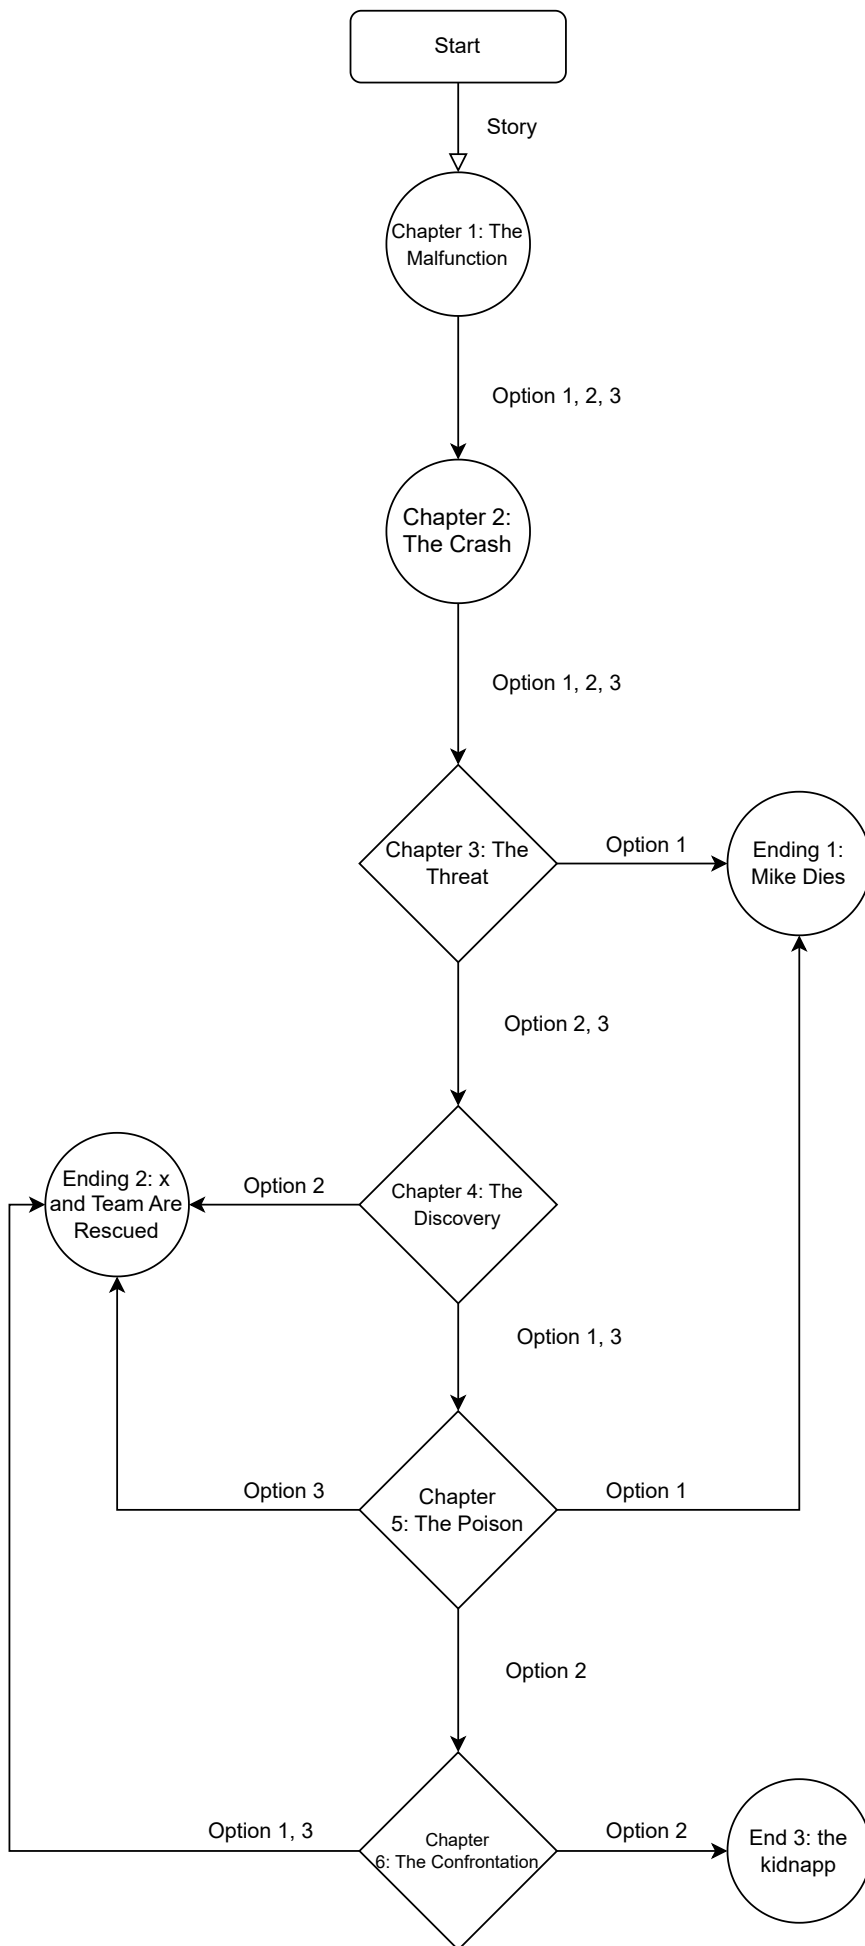 Start
Story
Chapter 1: The
Malfunction
Option 1, 2, 3
Chapter 2:
The Crash
Option 1, 2, 3
Chapter 3: The
Threat
Option 1
Ending 1:
Mike Dies
Option 2, 3
Ending 2: x
and Team Are
Rescued
Option 2
Chapter 4: The
Discovery
Option 1, 3
Option 3
Chapter
5: The Poison
Option 1
Option 2
Option 1, 3
Chapter
6: The Confrontation
Option 2
End 3: the
kidnapp